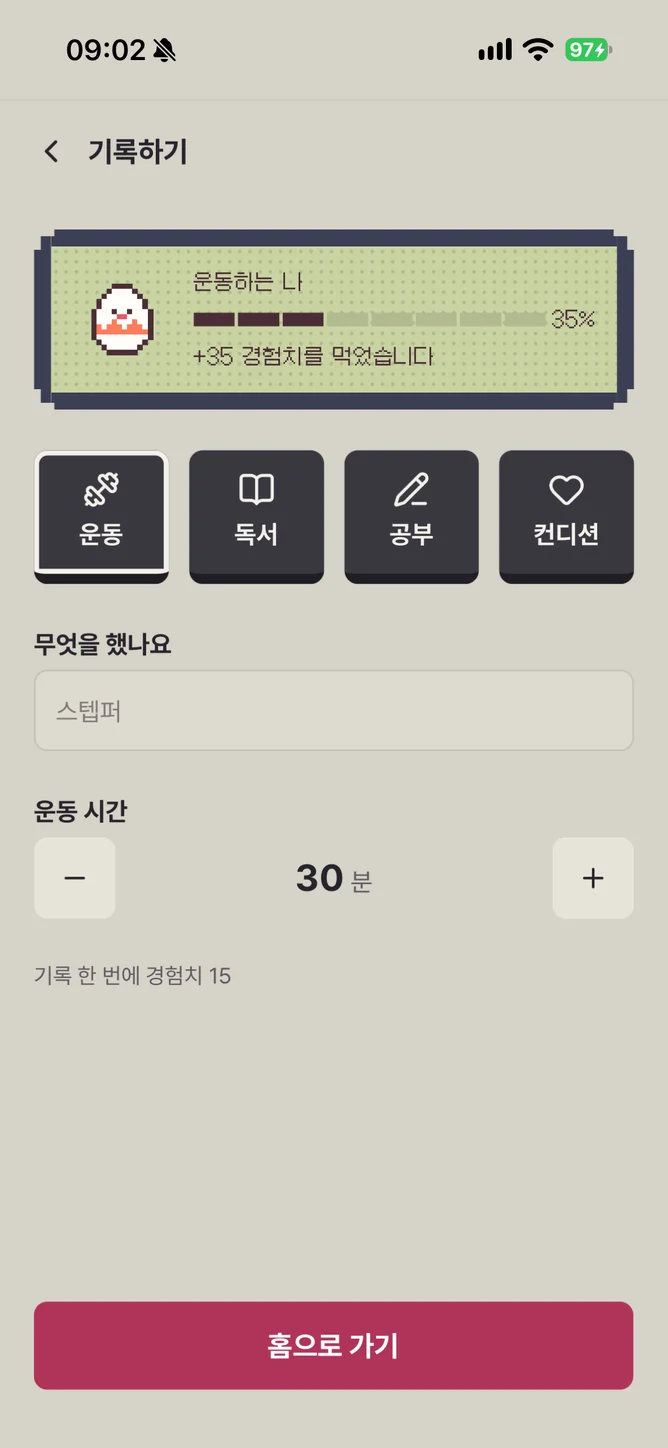 09:02
97
기록하기
운동하는 나
35%
+35 경험치를 먹었습니다
운동
독서
공부
컨디션
무엇을 했나요
스텝퍼
운동 시간
30 분
기록 한 번에 경험치 15
홈으로 가기